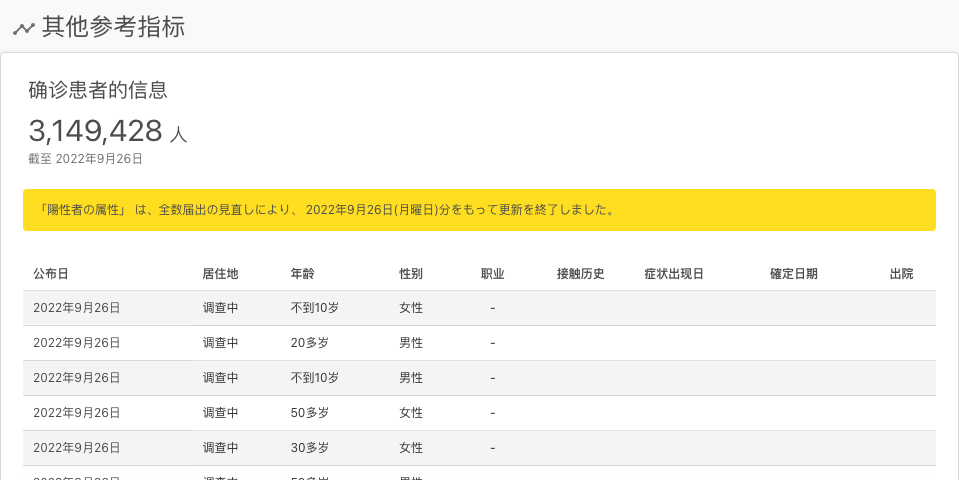 其他参考指标
确诊患者的信息
3,149,428 人
截至 2022年9月26日
「陽性者の属性」 は、全数届出の見直しにより、 2022年9月26日(月曜日)分をもって更新を終了しました。
公布日 居住地 年龄 性别 职业 接触历史 症状出现日 確定日期 出院
2022年9月26日 调查中 不到10岁 女性 -
2022年9月26日 调查中 20多岁 男性 -
2022年9月26日 调查中 不到10岁 男性 -
2022年9月26日 调查中 50多岁 女性 -
2022年9月26日 调查中 30多岁 女性 -